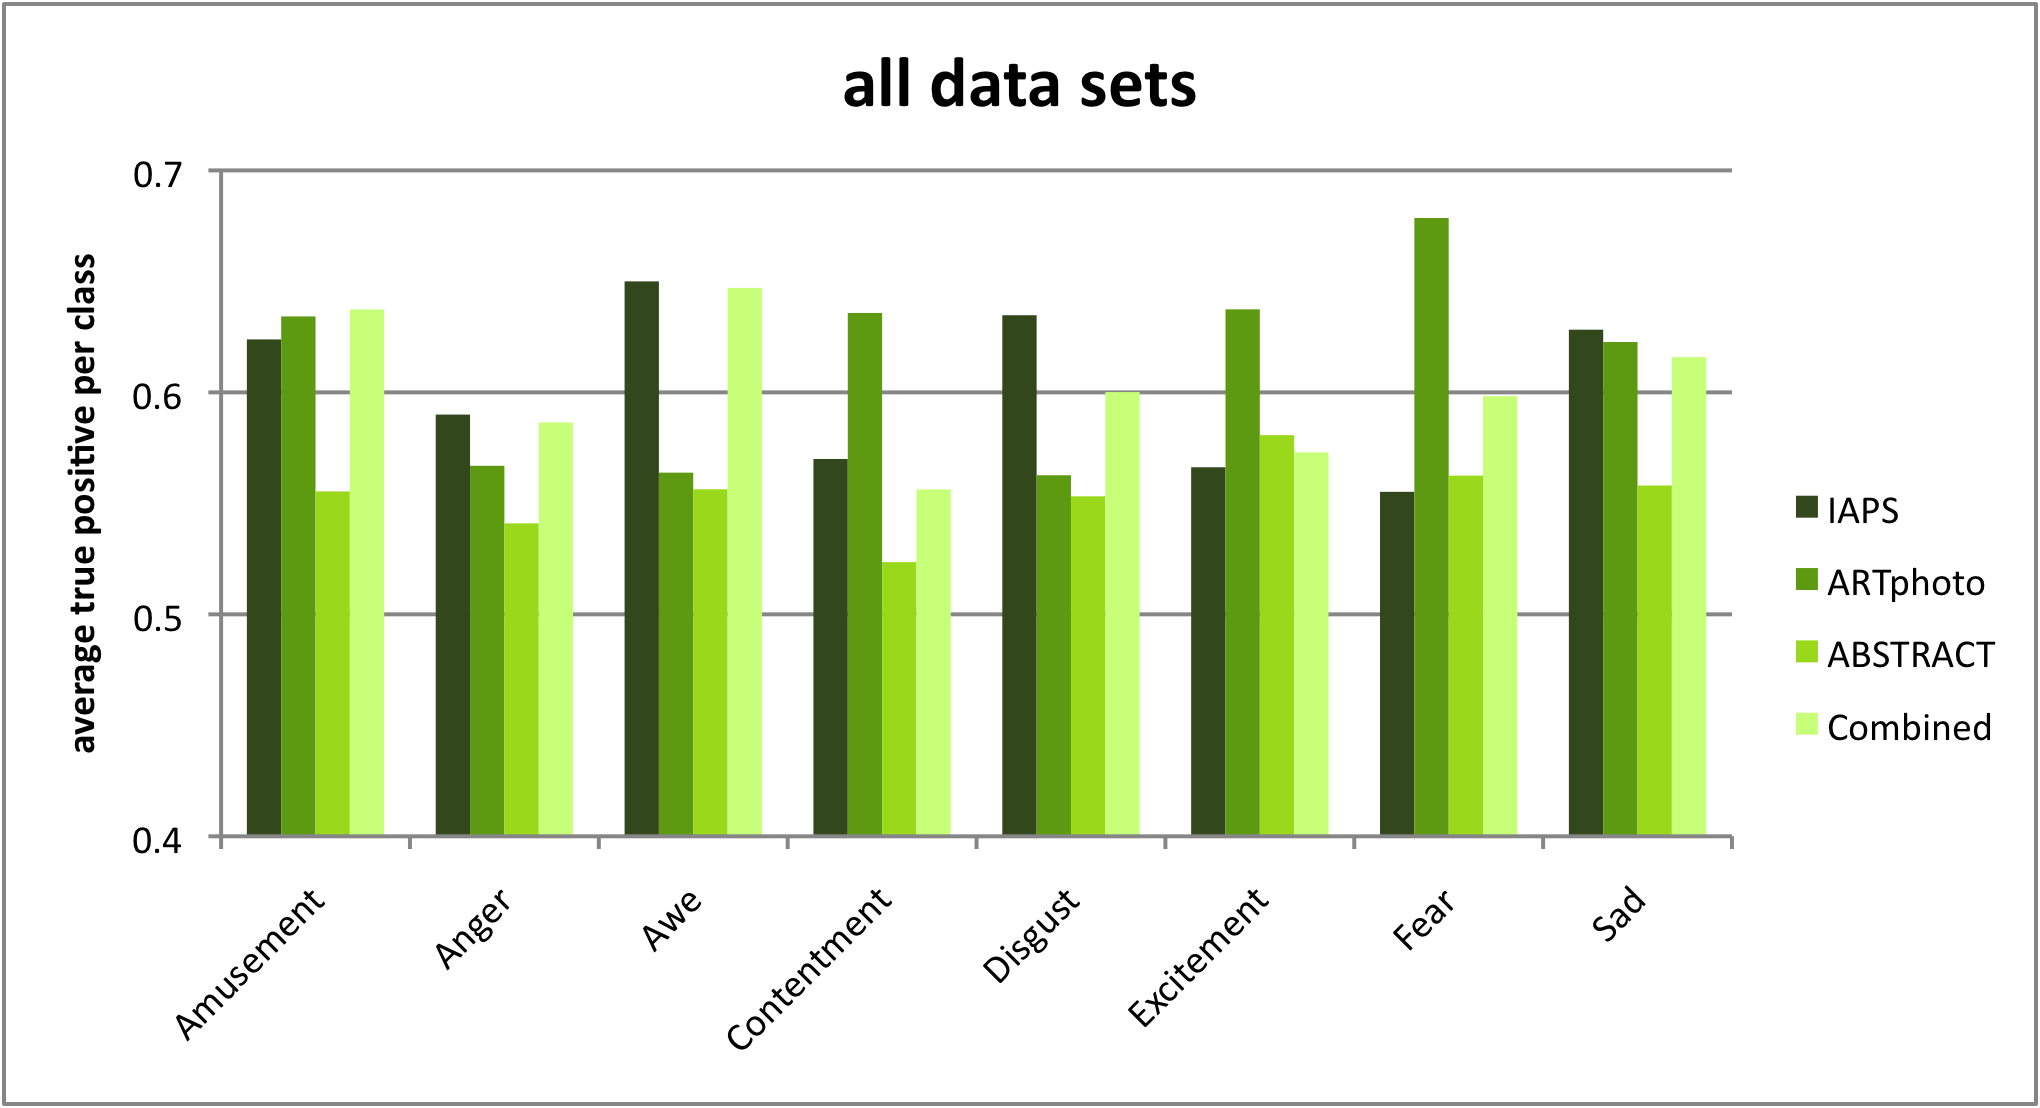 all data sets
average true positive per class
0.7
0.6
0.5
0.4
Amusement
Anger
Awe
Contentment
Disgust
Excitement
Fear
Sad
IAPS
ARTphoto
ABSTRACT
Combined